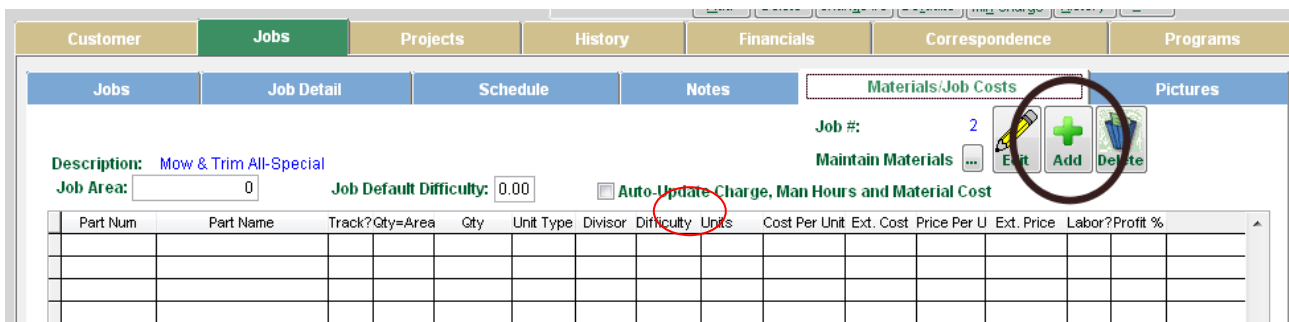 Customer Jobs Projects History Financials Correspondence Programs
Jobs Job Detail Schedule Notes Materials/Job Costs Pictures
Job #: 2
Edit Add Delete
Maintain Materials ...
Description: Mow & Trim All-Special
Job Area: 0 Job Default Difficulty: 0.00 Auto-Update Charge, Man Hours and Material Cost
Part Num Part Name Track? Qty=Area Qty Unit Type Divisor Difficulty Units Cost Per Unit Ext. Cost Price Per U Ext. Price Labor? Profit %